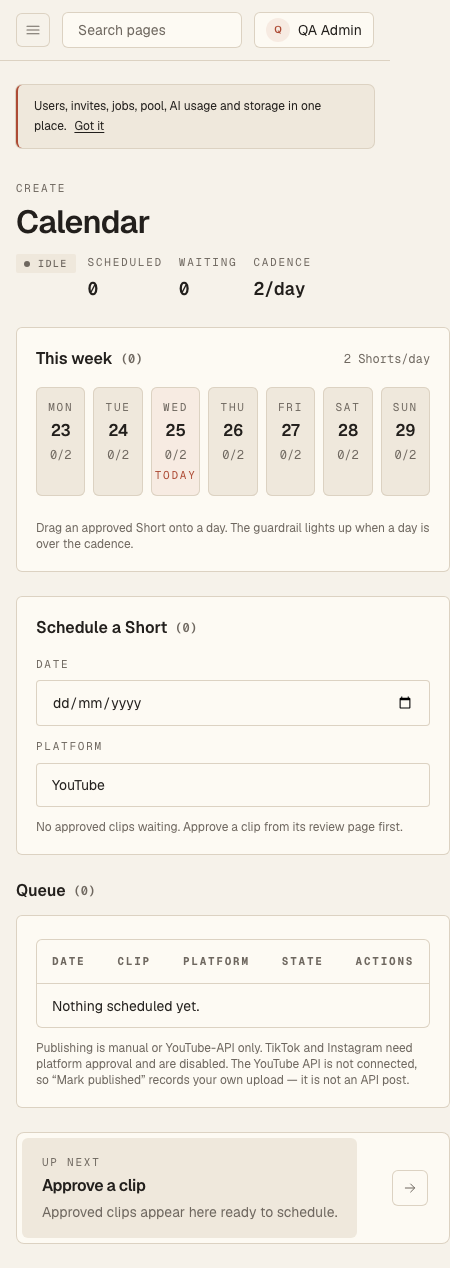 Search pages
Q
QA Admin
Users, invites, jobs, pool, AI usage and storage in one
place. Got it
CREATE
Calendar
IDLE
SCHEDULED
0
WAITING
0
CADENCE
2/day
This week (0)
2 Shorts/day
MON
23
0/2
TUE
24
0/2
WED
25
0/2
TODAY
THU
26
0/2
FRI
27
0/2
SAT
28
0/2
SUN
29
0/2
Drag an approved Short onto a day. The guardrail lights up when a day is
over the cadence.
Schedule a Short (0)
DATE
dd/mm/yyyy
PLATFORM
YouTube
No approved clips waiting. Approve a clip from its review page first.
Queue (0)
DATE CLIP PLATFORM STATE ACTIONS
Nothing scheduled yet.
Publishing is manual or YouTube-API only. TikTok and Instagram need
platform approval and are disabled. The YouTube API is not connected,
so “Mark published” records your own upload — it is not an API post.
UP NEXT
Approve a clip
Approved clips appear here ready to schedule.